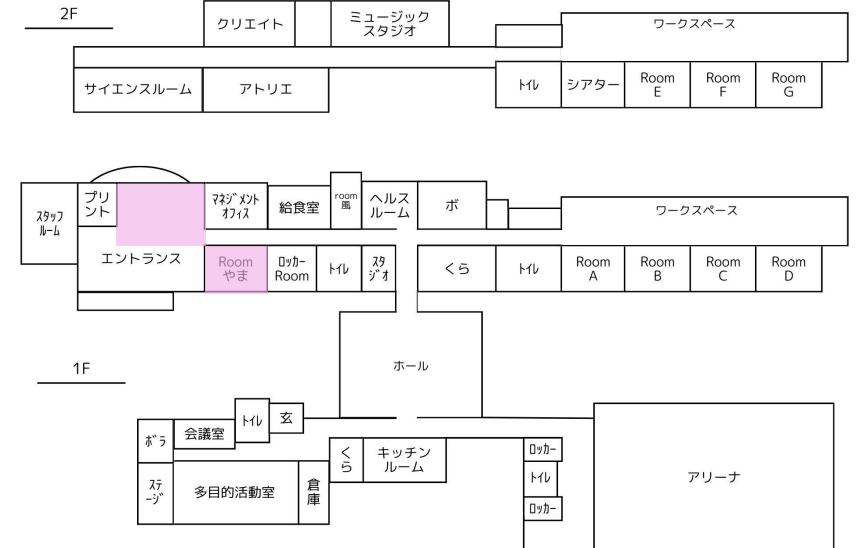 2F
クリエイト
ミュージック
スタジオ
ワークスペース
サイエンスルーム
アトリエ
トイレ
シアター
Room
E
Room
F
Room
G
スタッフ
ルーム
プリ
ント
マネジメント
オフィス
給食室
room
風
ヘルス
ルーム
ボ
ワークスペース
エントランス
Room
やま
ロッカー
Room
トイレ
スタ
ジオ
くら
トイレ
Room
A
Room
B
Room
C
Room
D
1F
ホール
ボラ
会議室
トイレ
玄
ステ
ージ
多目的活動室
倉
庫
く
ら
キッチン
ルーム
ロッカー
トイレ
ロッカー
アリーナ